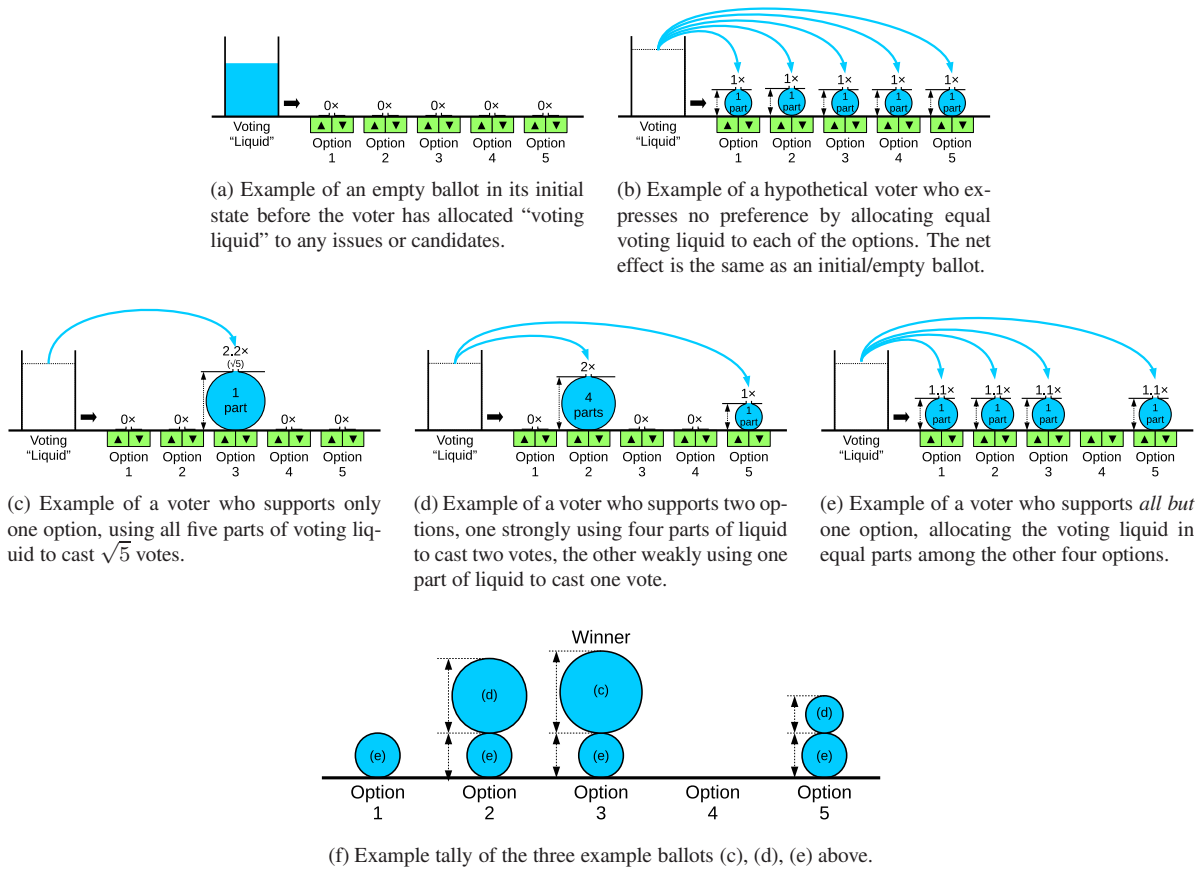 0× 0× 0× 0× 0×
Voting
“Liquid”
▲ ▼ ▲ ▼ ▲ ▼ ▲ ▼ ▲ ▼
Option Option Option Option Option
1 2 3 4 5
(a) Example of an empty ballot in its initial
state before the voter has allocated “voting
liquid” to any issues or candidates.
1× 1× 1× 1× 1×
1 1 1 1 1
part part part part part
Voting
“Liquid”
▲ ▼ ▲ ▼ ▲ ▼ ▲ ▼ ▲ ▼
Option Option Option Option Option
1 2 3 4 5
(b) Example of a hypothetical voter who ex-
presses no preference by allocating equal
voting liquid to each of the options. The net
effect is the same as an initial/empty ballot.
2.2×
(√5)
1
part
0× 0× 0× 0×
Voting
“Liquid”
▲ ▼ ▲ ▼ ▲ ▼ ▲ ▼ ▲ ▼
Option Option Option Option Option
1 2 3 4 5
(c) Example of a voter who supports only
one option, using all five parts of voting liq-
uid to cast √5 votes.
2×
4
parts
1×
1
part
0× 0× 0×
Voting
“Liquid”
▲ ▼ ▲ ▼ ▲ ▼ ▲ ▼ ▲ ▼
Option Option Option Option Option
1 2 3 4 5
(d) Example of a voter who supports two op-
tions, one strongly using four parts of liquid
to cast two votes, the other weakly using one
part of liquid to cast one vote.
1.1× 1.1× 1.1× 1.1×
1 1 1 1
part part part part
Voting
“Liquid”
▲ ▼ ▲ ▼ ▲ ▼ ▲ ▼ ▲ ▼
Option Option Option Option Option
1 2 3 4 5
(e) Example of a voter who supports all but
one option, allocating the voting liquid in
equal parts among the other four options.
Winner
(d) (c)
(d)
(e) (e) (e) (e)
Option Option Option Option Option
1 2 3 4 5
(f) Example tally of the three example ballots (c), (d), (e) above.